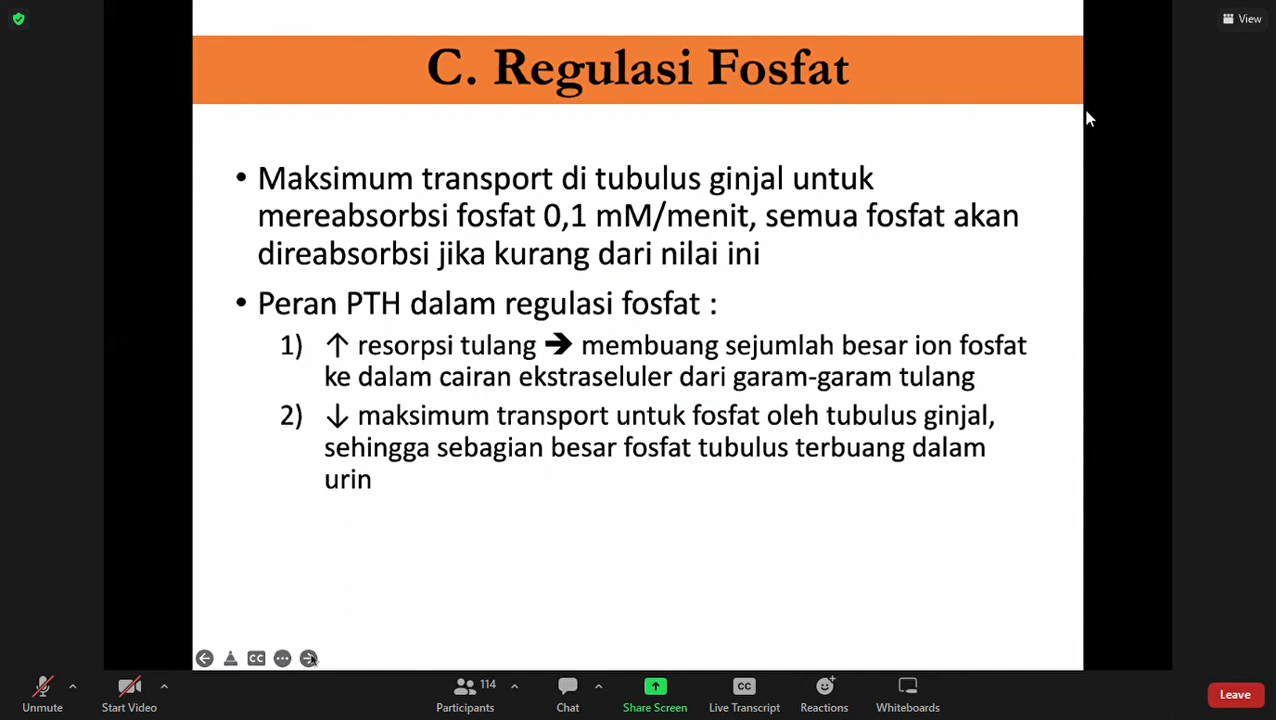 View
C. Regulasi Fosfat
• Maksimum transport di tubulus ginjal untuk
mereabsorbsi fosfat 0,1 mM/menit, semua fosfat akan
direabsorbsi jika kurang dari nilai ini
• Peran PTH dalam regulasi fosfat :
1) ↑ resorpsi tulang ➔ membuang sejumlah besar ion fosfat
ke dalam cairan ekstraseluler dari garam-garam tulang
2) ↓ maksimum transport untuk fosfat oleh tubulus ginjal,
sehingga sebagian besar fosfat tubulus terbuang dalam
urin
CC
114
CC
Unmute
Start Video
Participants
Chat
Share Screen
Live Transcript
Reactions
Whiteboards
Leave